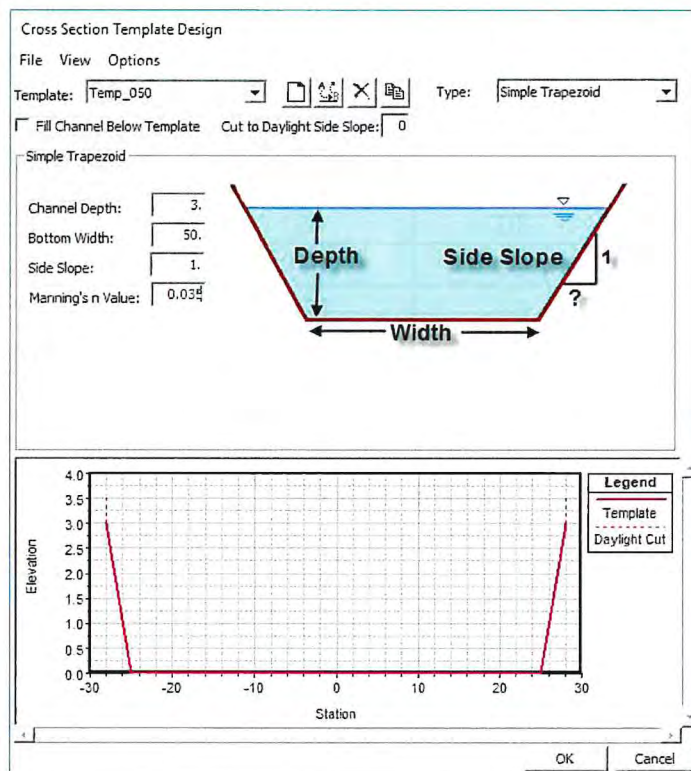 Cross Section Template Design
File View Options
Template: Temp_050 Type: Simple Trapezoid
Fill Channel Below Template Cut to Daylight Side Slope: 0
Simple Trapezoid
Channel Depth: 3.
Bottom Width: 50.
Side Slope: 1.
Manning's n Value:
Depth
Side Slope
1
?
Width
Elevation
4.0
3.5
3.0
2.5
2.0
1.5
1.0
0.5
0.0
-30 -20 -10 0 10 20 30
Station
Legend
Template
Daylight Cut
OK Cancel